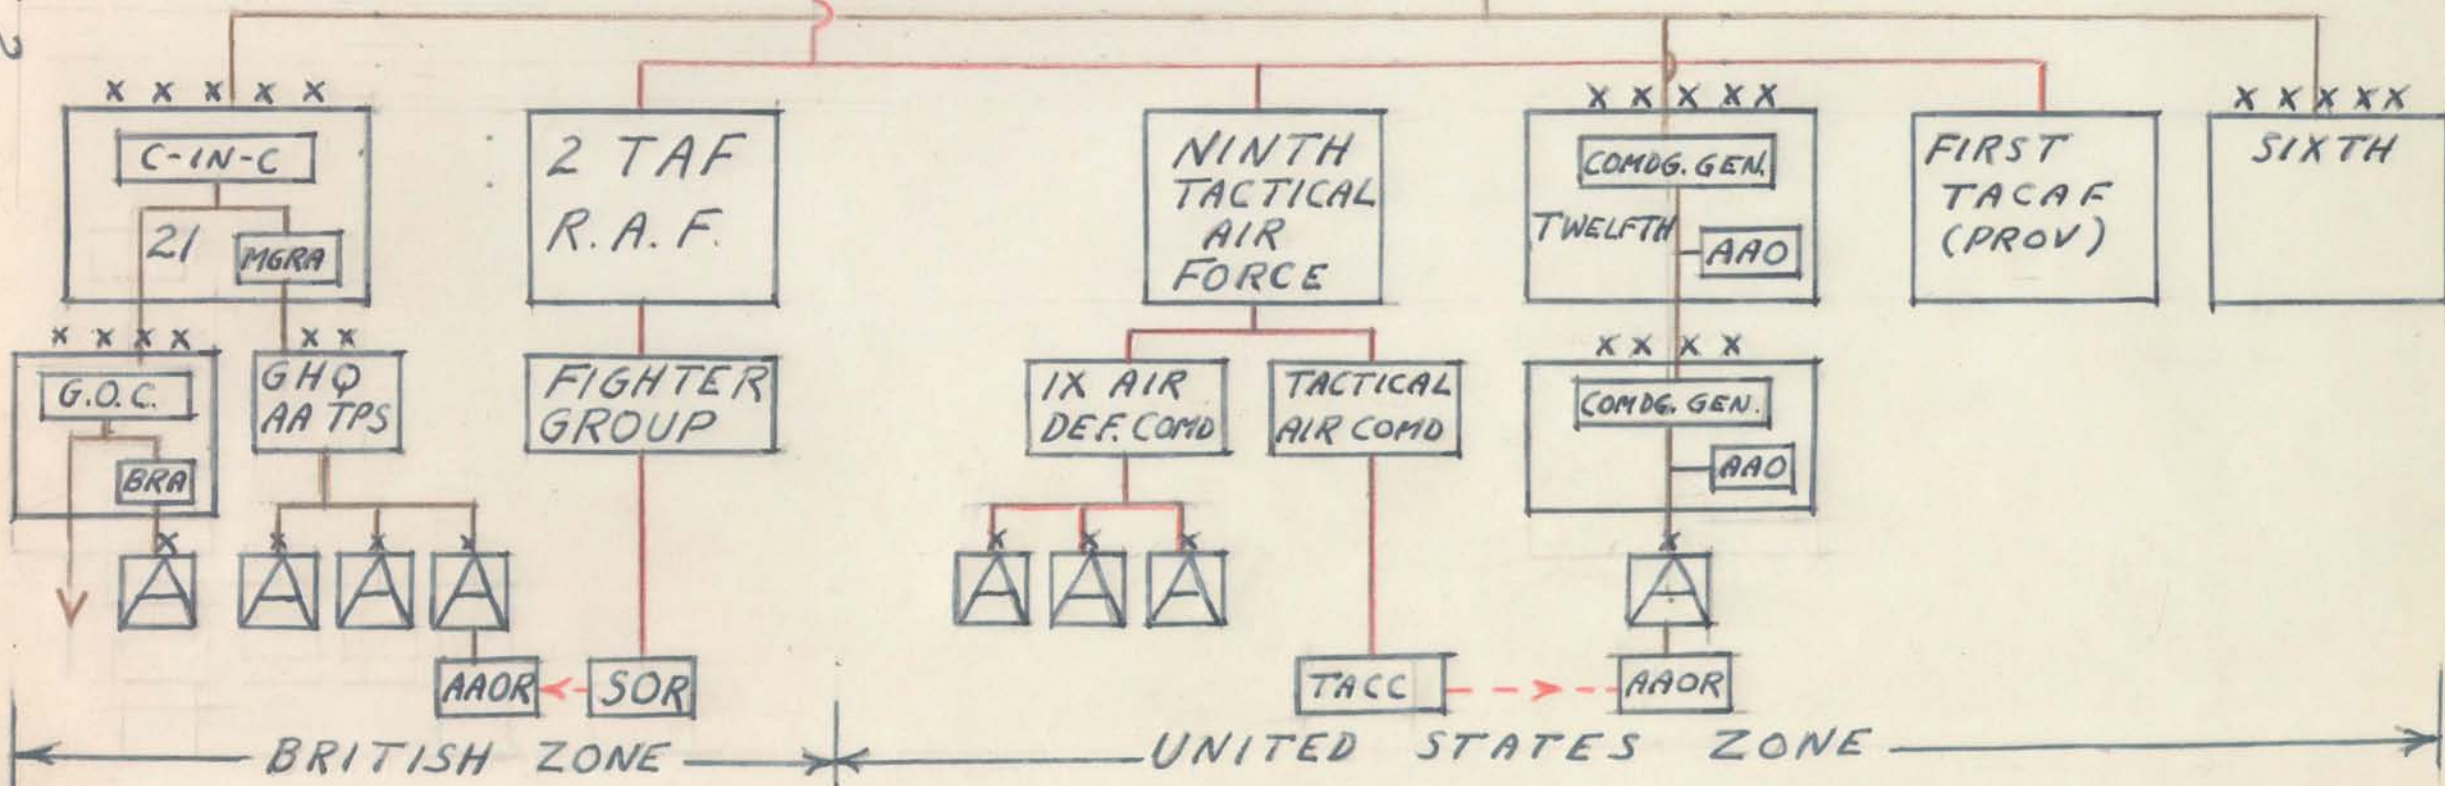 x x x x x
C-IN-C
21
MGRA
2 TAF
R.A.F.
NINTH
TACTICAL
AIR
FORCE
x x x x x
COMDG. GEN.
TWELFTH
AAO
FIRST
TACAF
(PROV)
x x x x x
SIXTH
x x x x
G.O.C.
BRA
x x
GHQ
AA TPS
FIGHTER
GROUP
IX AIR
DEF. COMD
TACTICAL
AIR COMD
x x x x
COMDG. GEN.
AAO
x
A
x
A
x
A
x
A
x
A
x
A
x
A
x
A
AAOR
SOR
TACC
AAOR
BRITISH ZONE
UNITED STATES ZONE